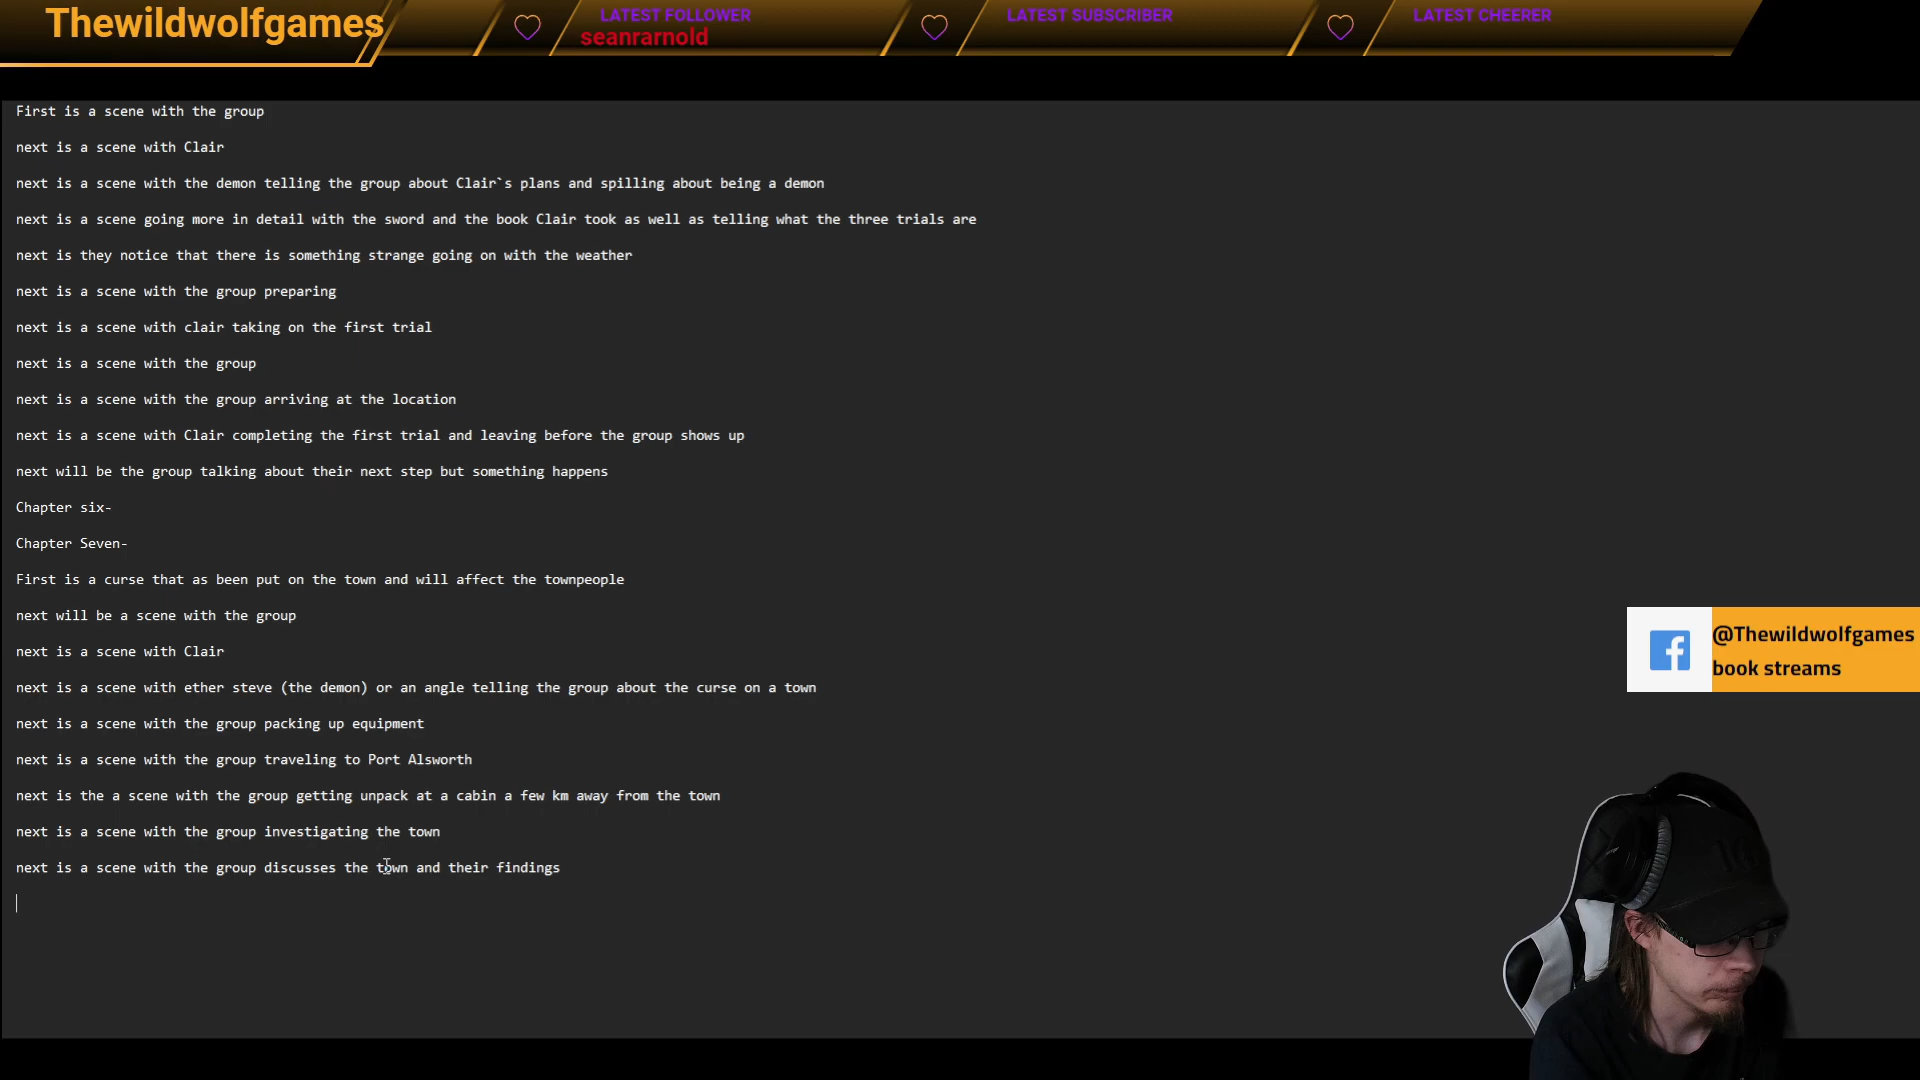 Thewildwolfgames
LATEST FOLLOWER
seanrarnold
LATEST SUBSCRIBER
LATEST CHEERER
First is a scene with the group
next is a scene with Clair
next is a scene with the demon telling the group about Clair`s plans and spilling about being a demon
next is a scene going more in detail with the sword and the book Clair took as well as telling what the three trials are
next is they notice that there is something strange going on with the weather
next is a scene with the group preparing
next is a scene with clair taking on the first trial
next is a scene with the group
next is a scene with the group arriving at the location
next is a scene with Clair completing the first trial and leaving before the group shows up
next will be the group talking about their next step but something happens
Chapter six-
Chapter Seven-
First is a curse that as been put on the town and will affect the townpeople
next will be a scene with the group
next is a scene with Clair
next is a scene with ether steve (the demon) or an angle telling the group about the curse on a town
next is a scene with the group packing up equipment
next is a scene with the group traveling to Port Alsworth
next is the a scene with the group getting unpack at a cabin a few km away from the town
next is a scene with the group investigating the town
next is a scene with the group discusses the town and their findings
@Thewildwolfgames
book streams